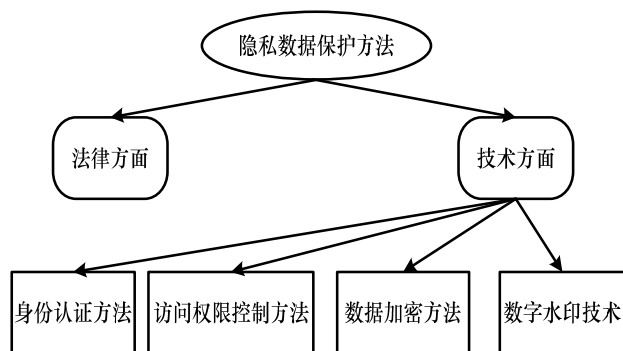 隐私数据保护方法
法律方面
技术方面
身份认证方法
访问权限控制方法
数据加密方法
数字水印技术